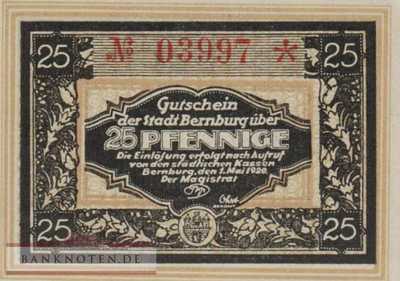 25 № 03997 * 25
Gutschein
der Stadt Bernburg über
25 PFENNIGE
Die Einlösung erfolgt nach Aufruf
von den städtischen Kassen
Bernburg, den 1. Mai 1920
Der Magistrat
25 25
BANKNOTEN.DE